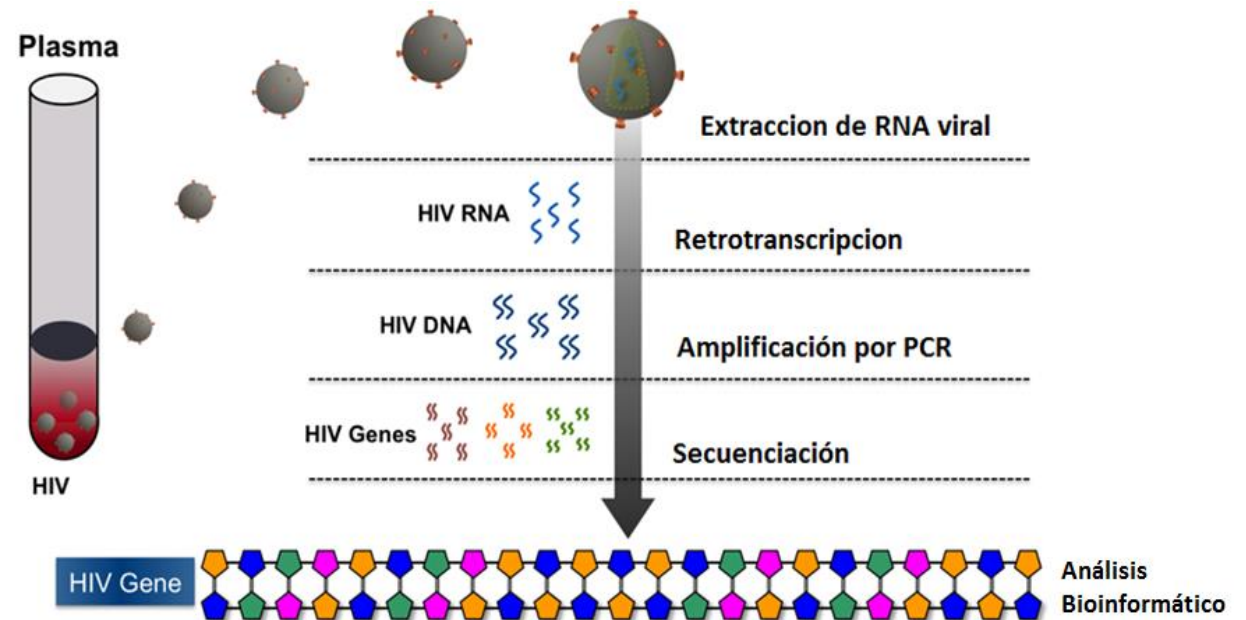 Plasma
Extraccion de RNA viral
HIV RNA
Retrotranscripcion
HIV DNA
Amplificación por PCR
HIV Genes
Secuenciación
HIV
HIV Gene
Análisis
Bioinformático